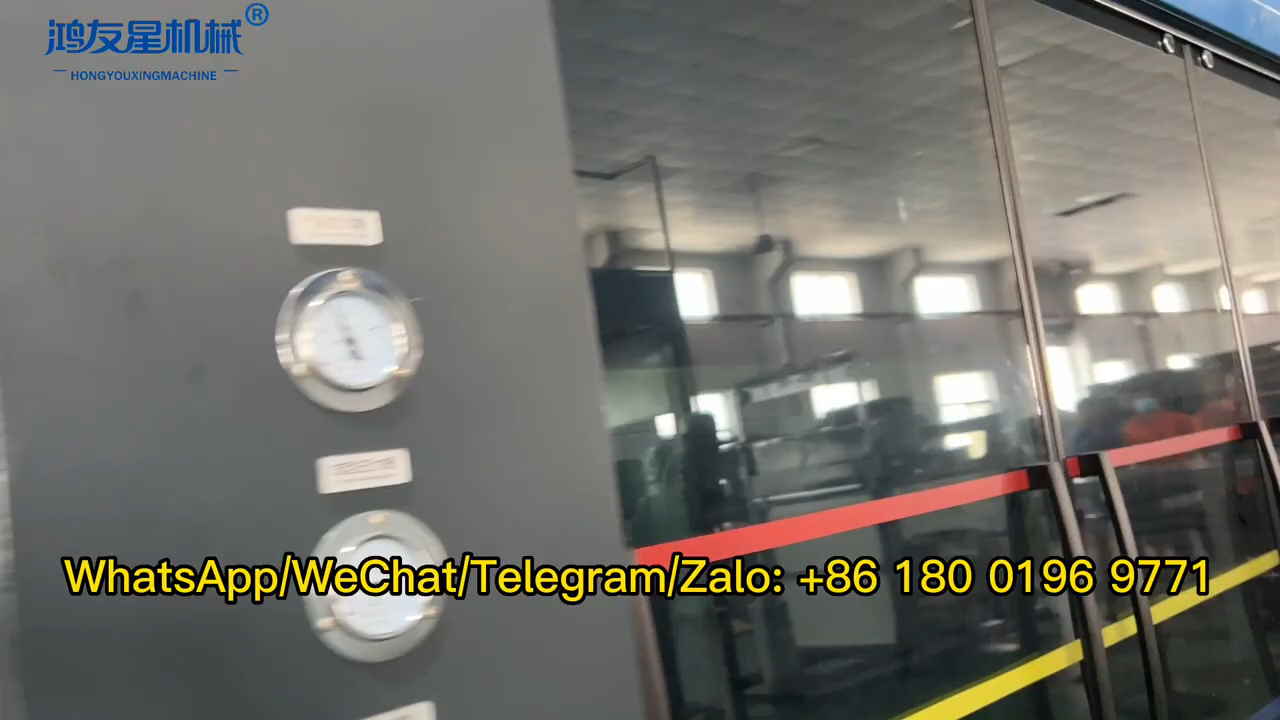 鸿友星机械®
HONGYOUXINGMACHINE
WhatsApp/WeChat/Telegram/Zalo: +86 180 0196 9771